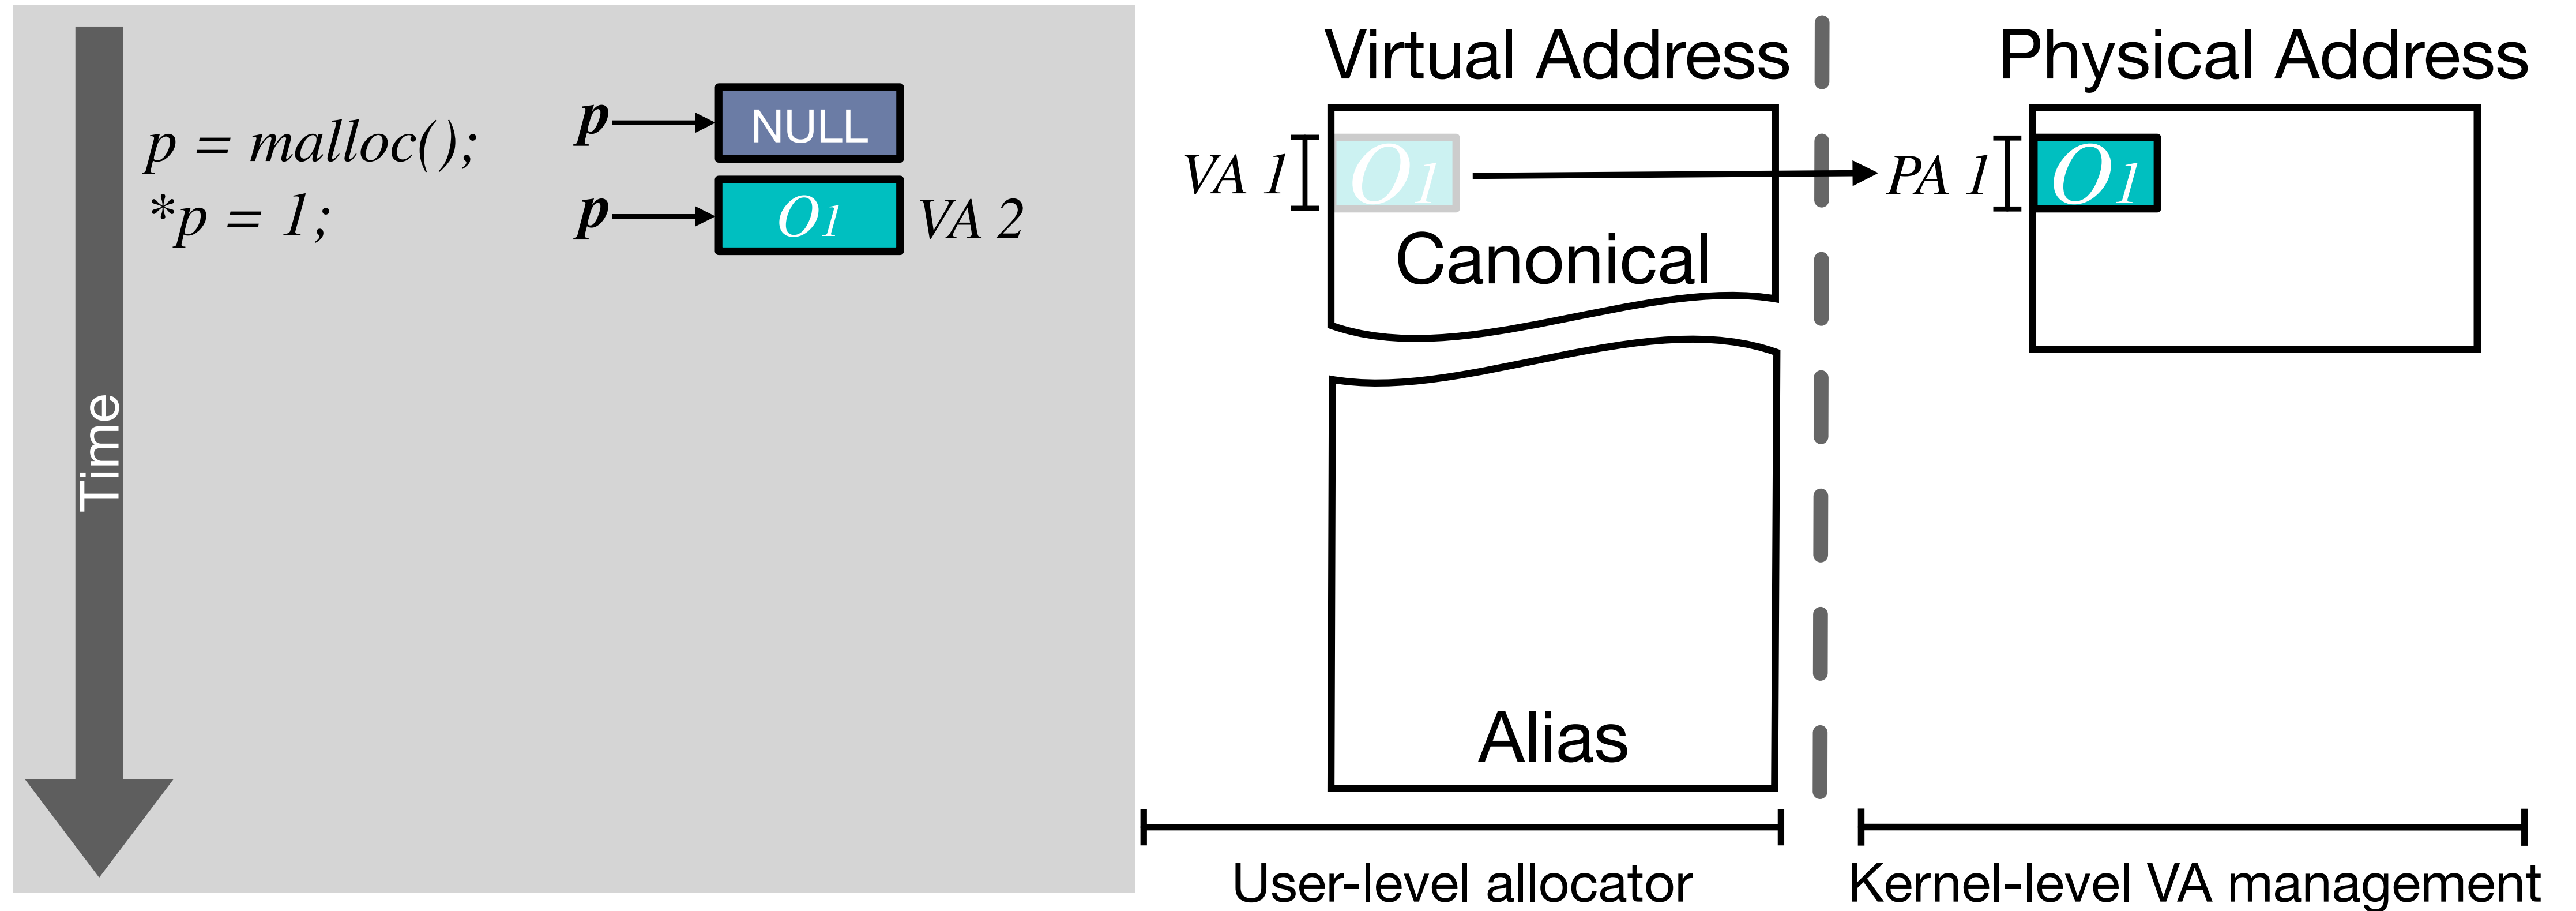 Time
p = malloc();
*p = 1;
p
NULL
p
O1
VA 2
Virtual Address
Physical Address
VA 1
O1
PA 1
O1
Canonical
Alias
User-level allocator
Kernel-level VA management